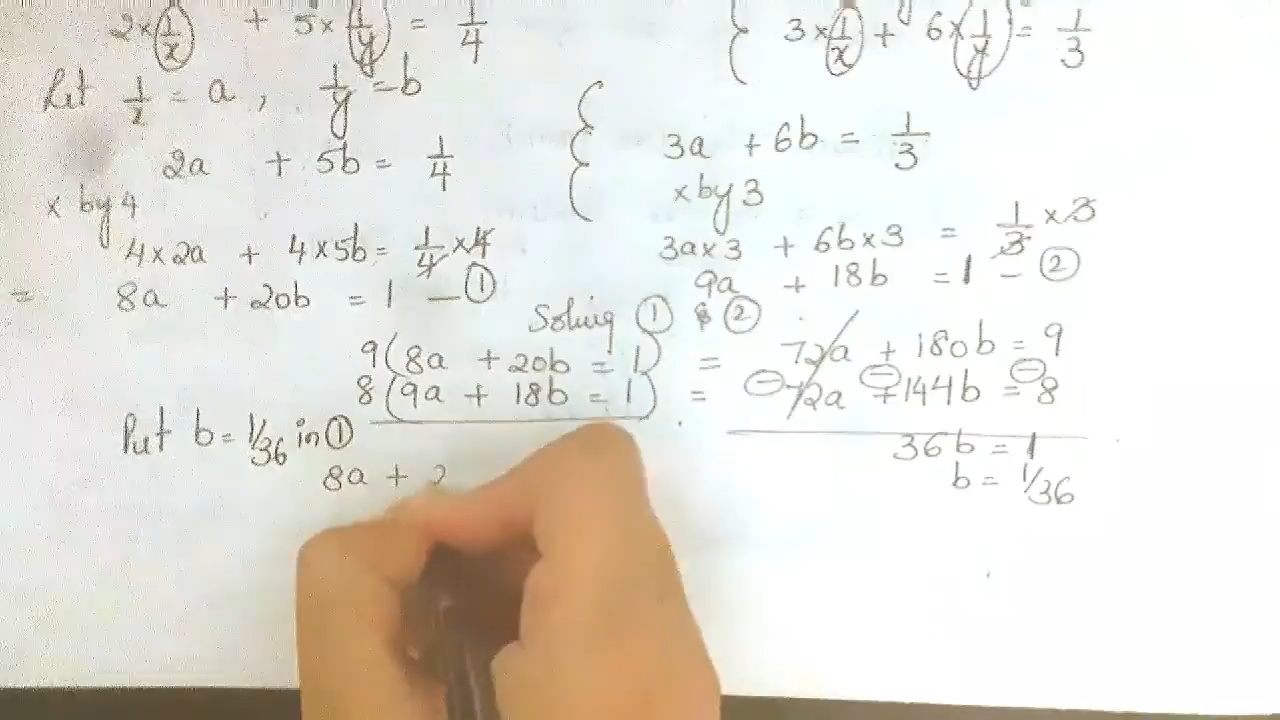 2×(1/x) + 5×(1/y) = 1/4 { 3×(1/x) + 6×(1/y) = 1/3
Let 1/x = a, 1/y = b
2a + 5b = 1/4 { 3a + 6b = 1/3
× by 4 × by 3
4×2a + 4×5b = 1/4 ×4 3a×3 + 6b×3 = 1/3 ×3
= 8a + 20b = 1 — ① 9a + 18b = 1 — ②
Solving ① & ②
9(8a + 20b = 1) = 72a + 180b = 9
8(9a + 18b = 1) = ⊖72a ⊖+144b = ⊖8
Put b = 1/36 in ① 36b = 1
8a + 2 b = 1/36